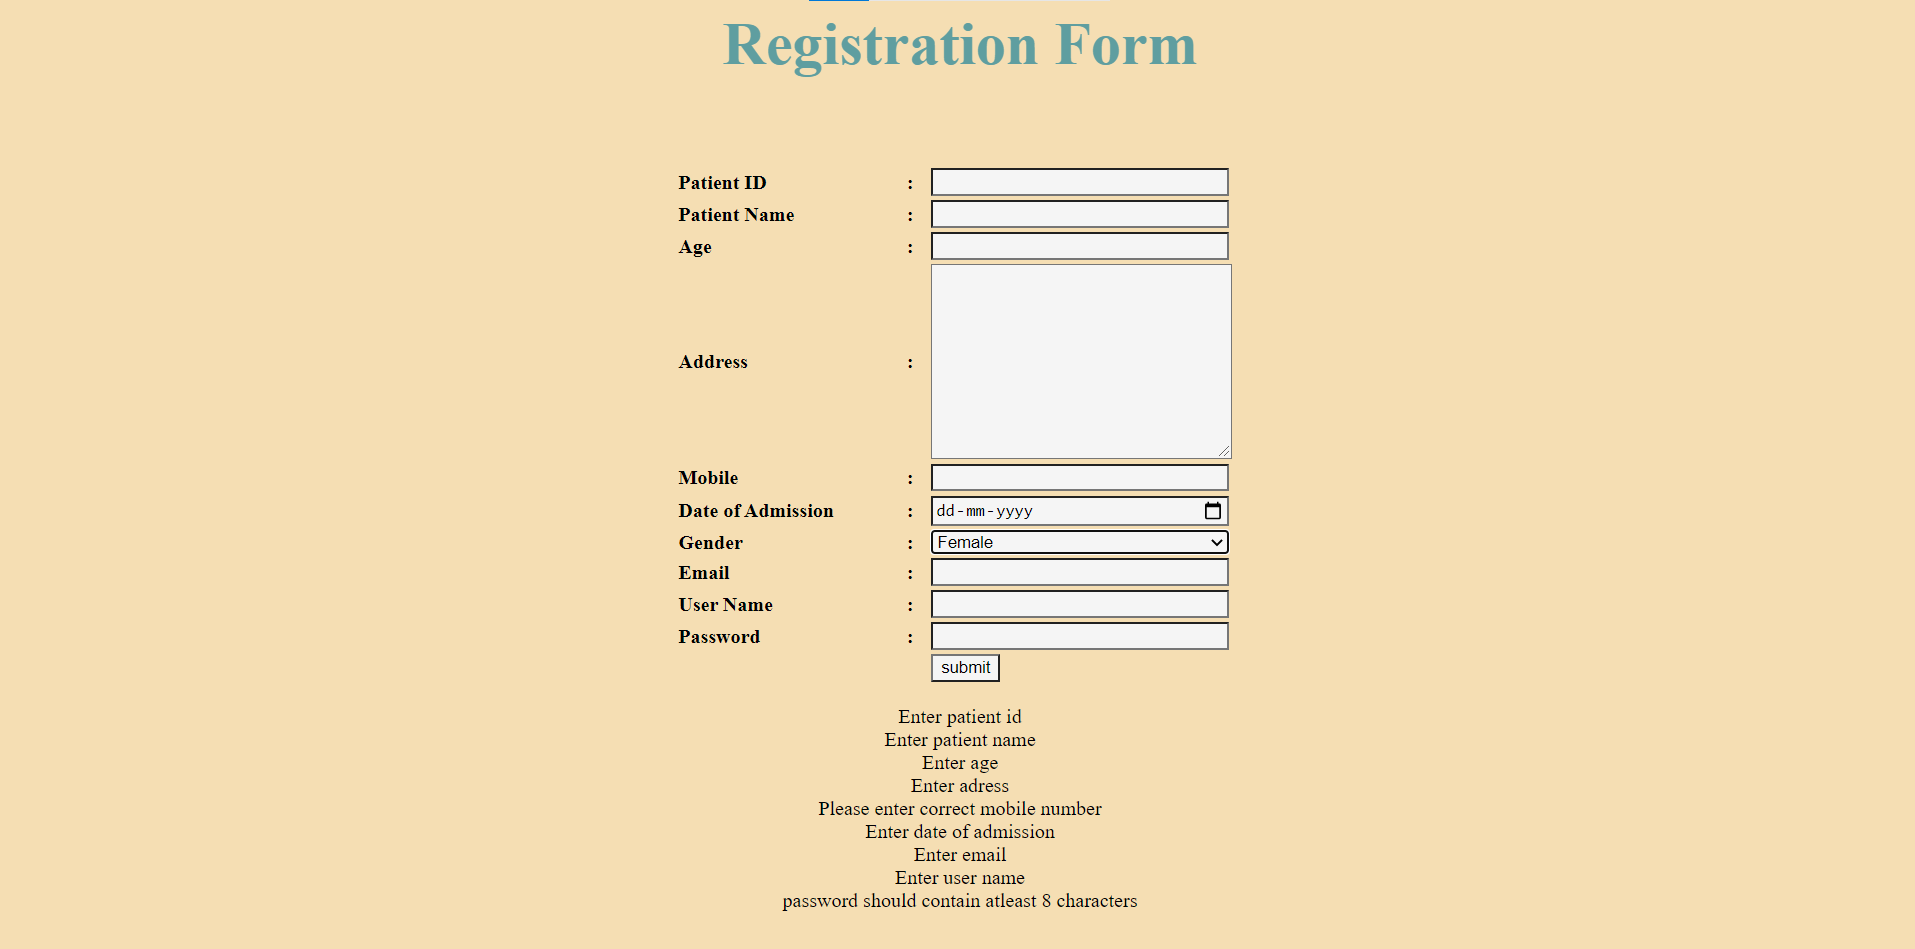 Registration Form
Patient ID :
Patient Name :
Age :
Address :
Mobile :
Date of Admission : dd-mm-yyyy
Gender : Female
Email :
User Name :
Password :
submit
Enter patient id
Enter patient name
Enter age
Enter adress
Please enter correct mobile number
Enter date of admission
Enter email
Enter user name
password should contain atleast 8 characters